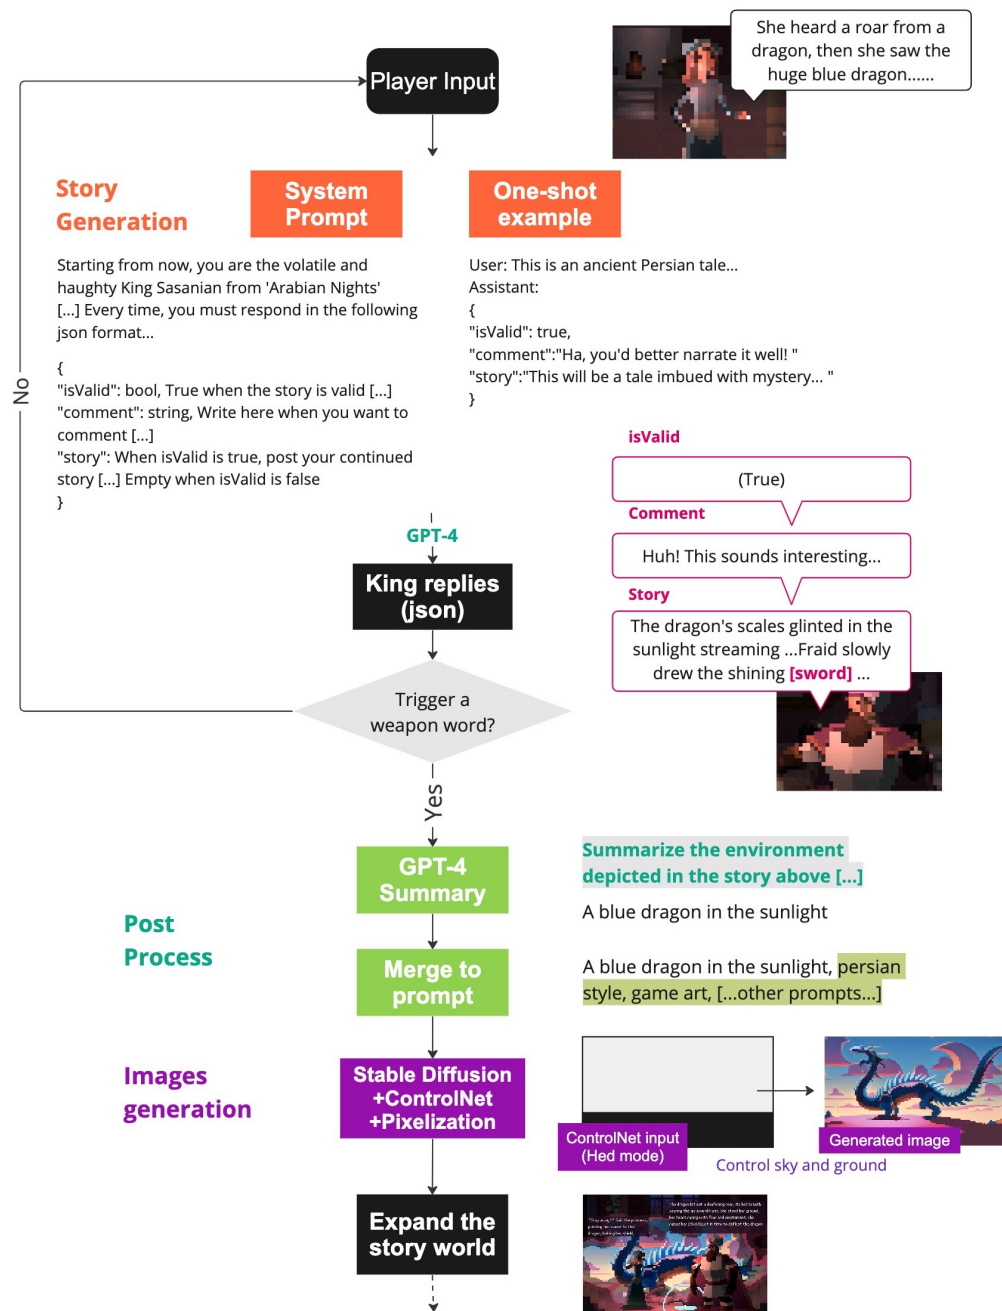 She heard a roar from a
dragon, then she saw the
huge blue dragon......
Player Input
Story
Generation
System
Prompt
One-shot
example
Starting from now, you are the volatile and
haughty King Sasanian from 'Arabian Nights'
[...] Every time, you must respond in the following
json format...
{
"isValid": bool, True when the story is valid [...]
"comment": string, Write here when you want to
comment [...]
"story": When isValid is true, post your continued
story [...] Empty when isValid is false
}
User: This is an ancient Persian tale...
Assistant:
{
"isValid": true,
"comment":"Ha, you'd better narrate it well! "
"story":"This will be a tale imbued with mystery... "
}
No
isValid
(True)
Comment
Huh! This sounds interesting...
Story
The dragon's scales glinted in the
sunlight streaming ...Fraid slowly
drew the shining [sword] ...
GPT-4
King replies
(json)
Trigger a
weapon word?
Yes
GPT-4
Summary
Summarize the environment
depicted in the story above [...]
A blue dragon in the sunlight
Post
Process
Merge to
prompt
A blue dragon in the sunlight, persian
style, game art, [...other prompts...]
Images
generation
Stable Diffusion
+ControlNet
+Pixelization
ControlNet input
(Hed mode)
Generated image
Control sky and ground
Expand the
story world